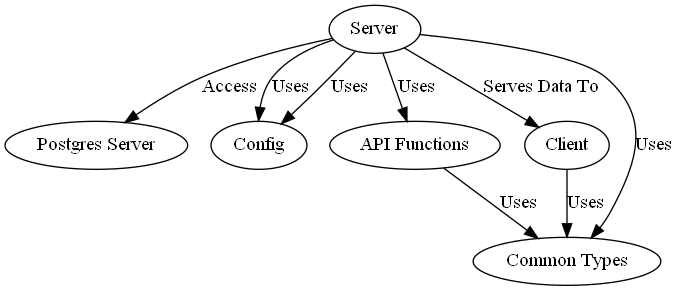 Server
Access
Uses
Uses
Uses
Serves Data To
Uses
Postgres Server
Config
API Functions
Client
Uses
Uses
Common Types